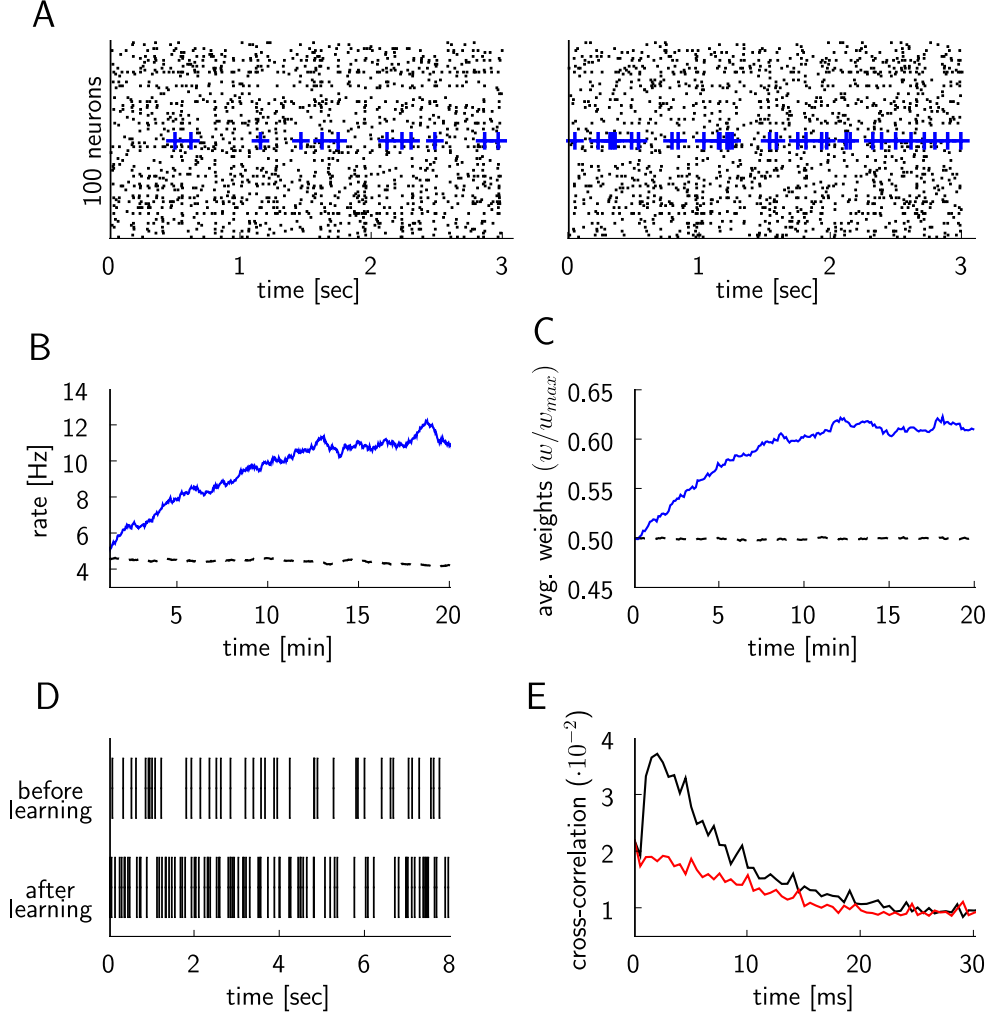 A
100 neurons
0 1 2 3
time [sec]
0 1 2 3
time [sec]
B
14
12
10
8
6
4
rate [Hz]
5 10 15 20
time [min]
C
0.65
0.60
0.55
0.50
0.45
avg. weights (w/w_max)
0 5 10 15 20
time [min]
D
before
learning
after
learning
0 2 4 6 8
time [sec]
E
4
3
2
1
cross-correlation (·10⁻²)
0 10 20 30
time [ms]